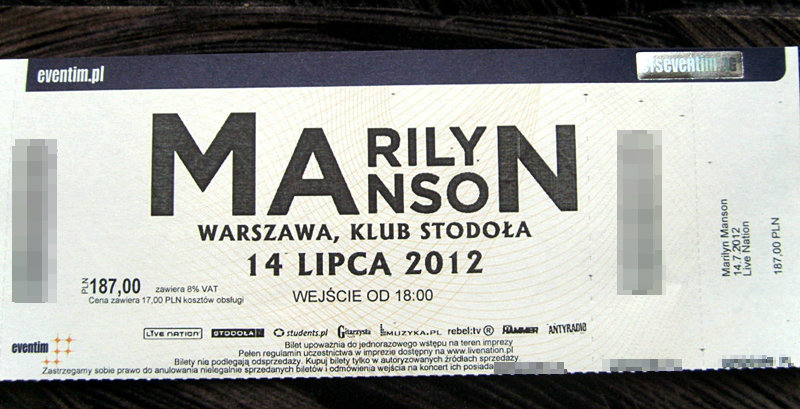 eventim.pl
ctseventim.de
MARILYN
MANSON
WARSZAWA, KLUB STODOŁA
14 LIPCA 2012
PLN 187,00 zawiera 8% VAT
Cena zawiera 17,00 PLN kosztów obsługi
WEJŚCIE OD 18:00
LIVE NATION STODOŁA students.pl Gitarzysta MUZYKA.PL rebel:tv HAMMER ANTYRADIO
eventim
Bilet upoważnia do jednorazowego wstępu na teren imprezy
Pełen regulamin uczestnictwa w imprezie dostępny na www.livenation.pl
Bilety nie podlegają odsprzedaży. Kupuj bilety tylko w autoryzowanych źródłach sprzedaży
Zastrzegamy sobie prawo do anulowania nielegalnie sprzedanych biletów i odmówienia wejścia na koncert ich posiada
Marilyn Manson
14.7.2012
Live Nation
187,00 PLN